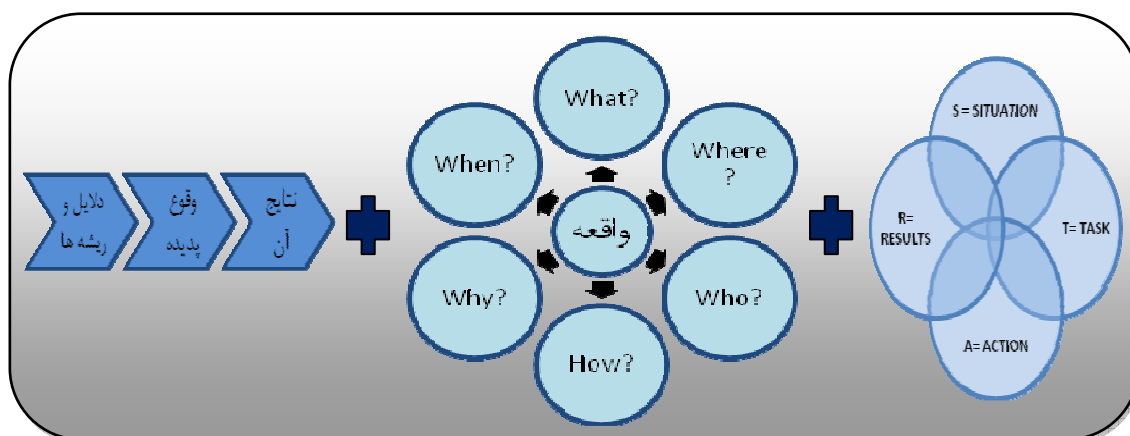 دلایل و
ریشه ها
وقوع
پدیده
نتایج
آن
What?
When?
Where
?
واقعه
Why?
Who?
How?
S= SITUATION
R=
RESULTS
T= TASK
A= ACTION